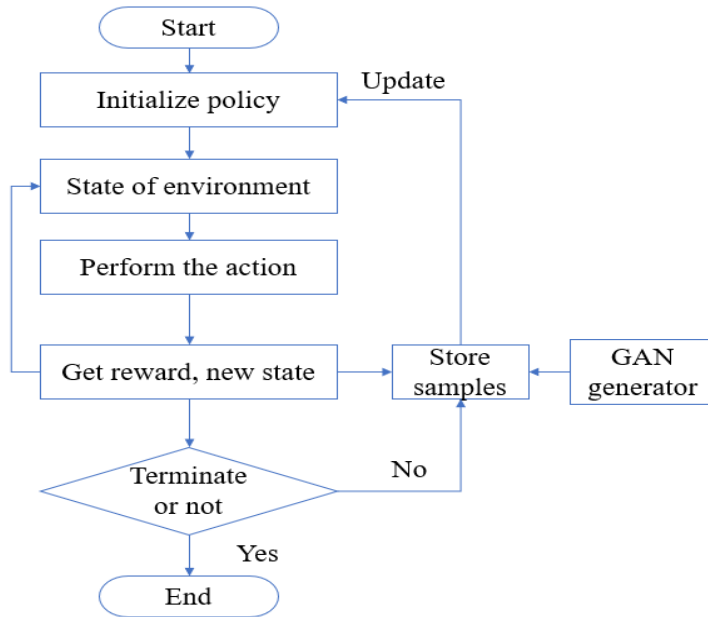 Start
Update
Initialize policy
State of environment
Perform the action
Get reward, new state
Store
samples
GAN
generator
Terminate
or not
No
Yes
End